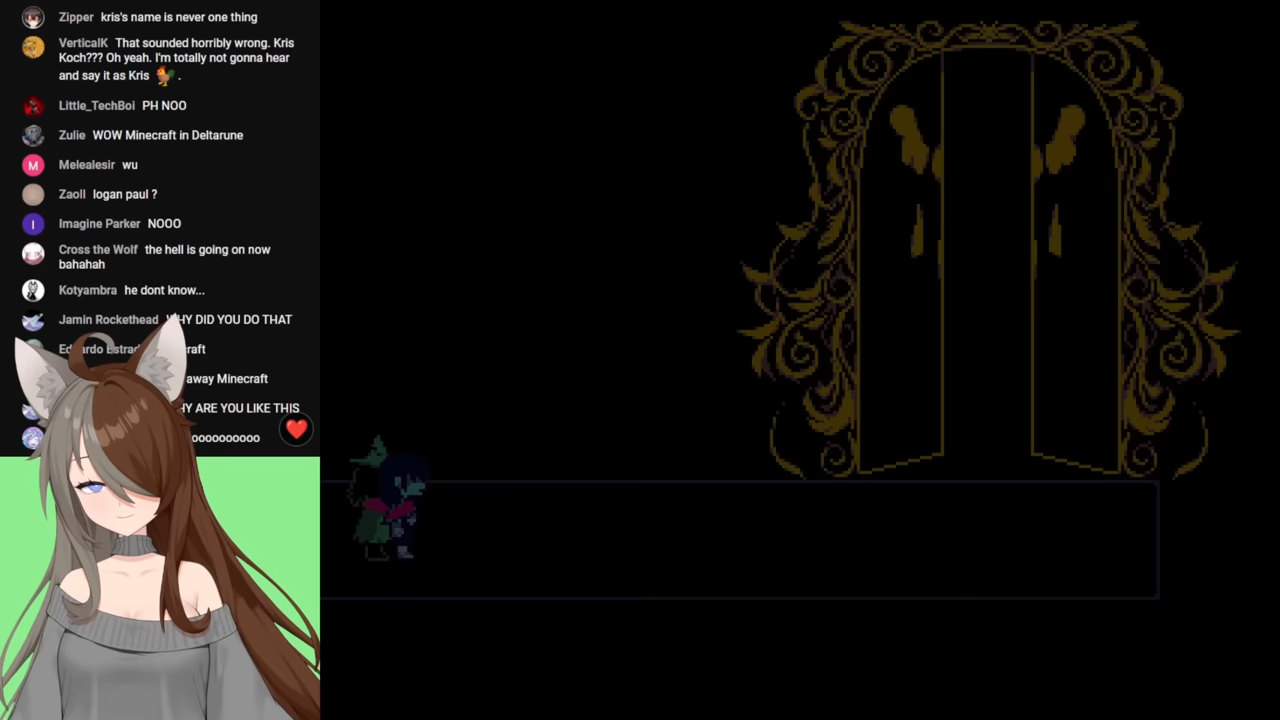 Zipper kris's name is never one thing
VerticalK That sounded horribly wrong. Kris
Koch??? Oh yeah. I'm totally not gonna hear
and say it as Kris 🐓 .
Little_TechBoi PH NOO
Zulie WOW Minecraft in Deltarune
M Melealesir wu
Zaoll logan paul ?
I Imagine Parker NOOO
Cross the Wolf the hell is going on now
bahahah
Kotyambra he dont know...
Jamin Rockethead WHY DID YOU DO THAT
away Minecraft
ARE YOU LIKE THIS